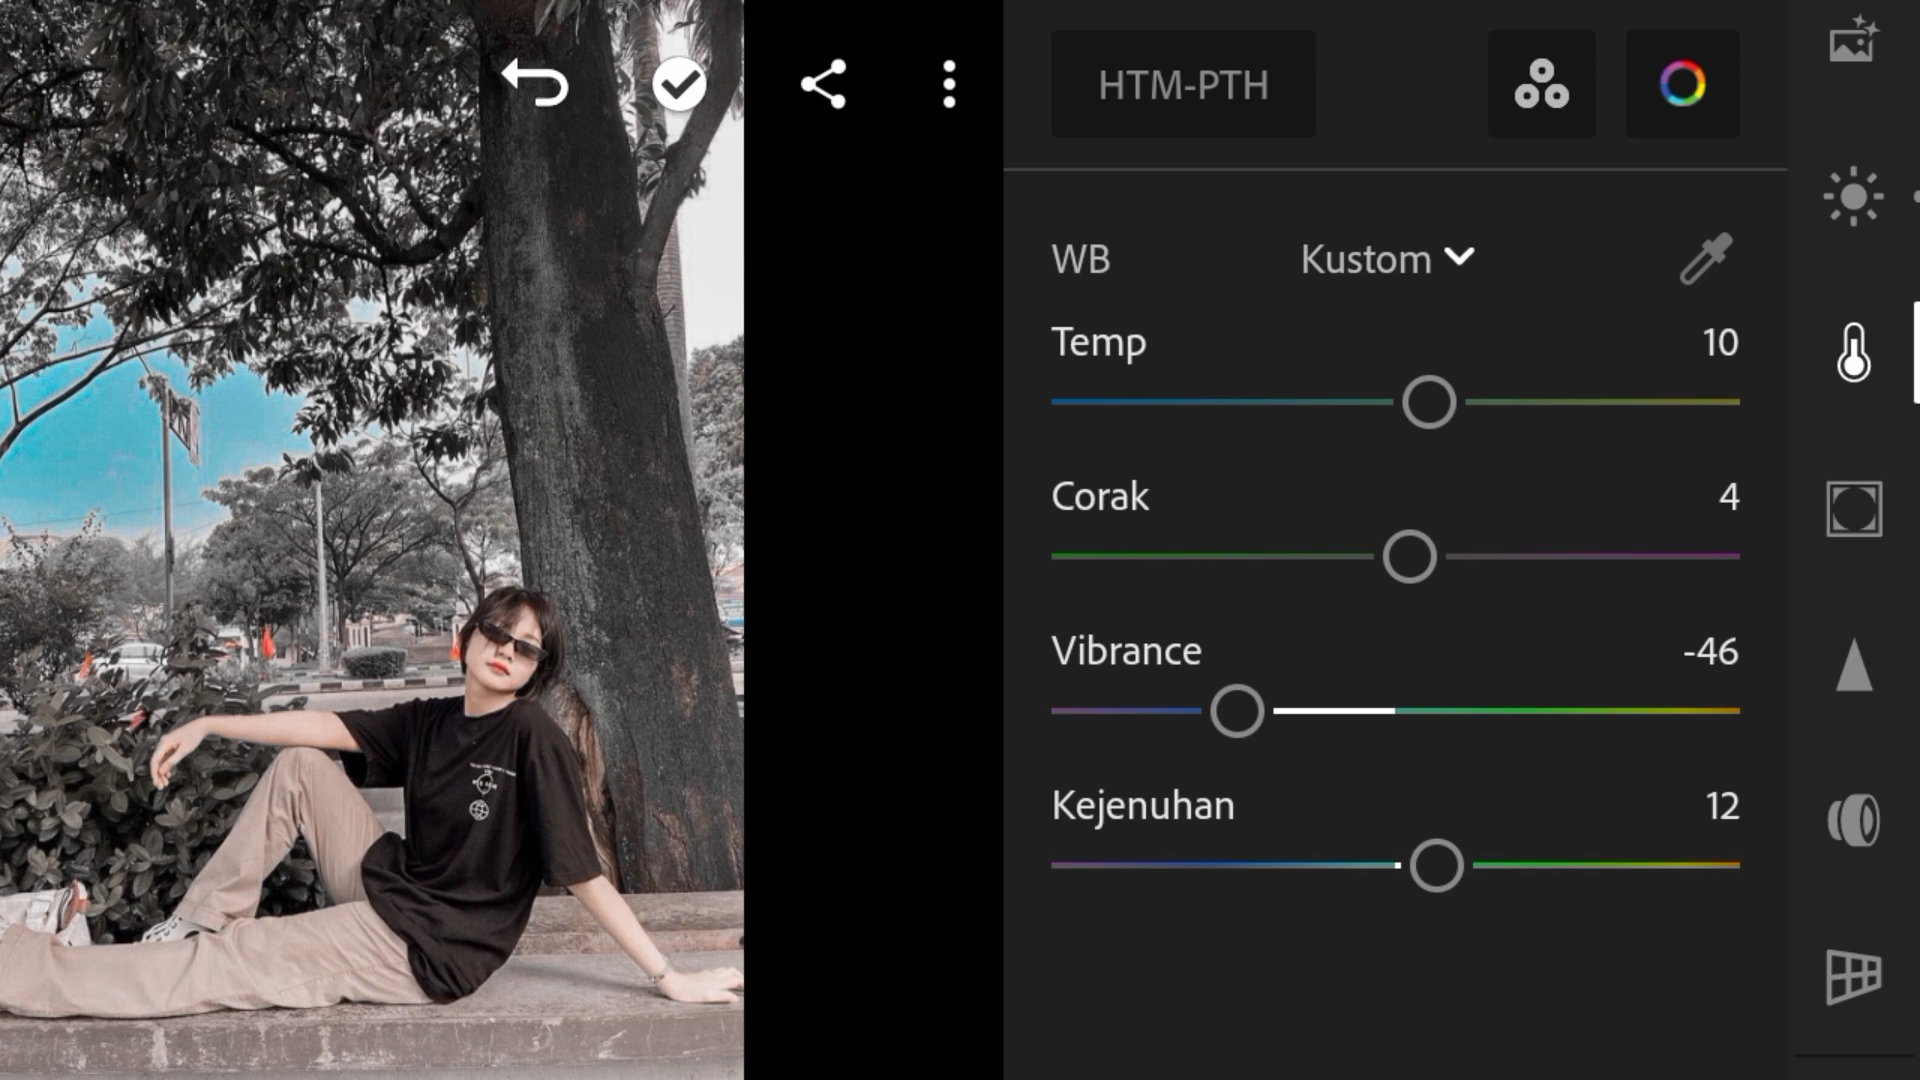 HTM-PTH
WB Kustom
Temp 10
Corak 4
Vibrance -46
Kejenuhan 12